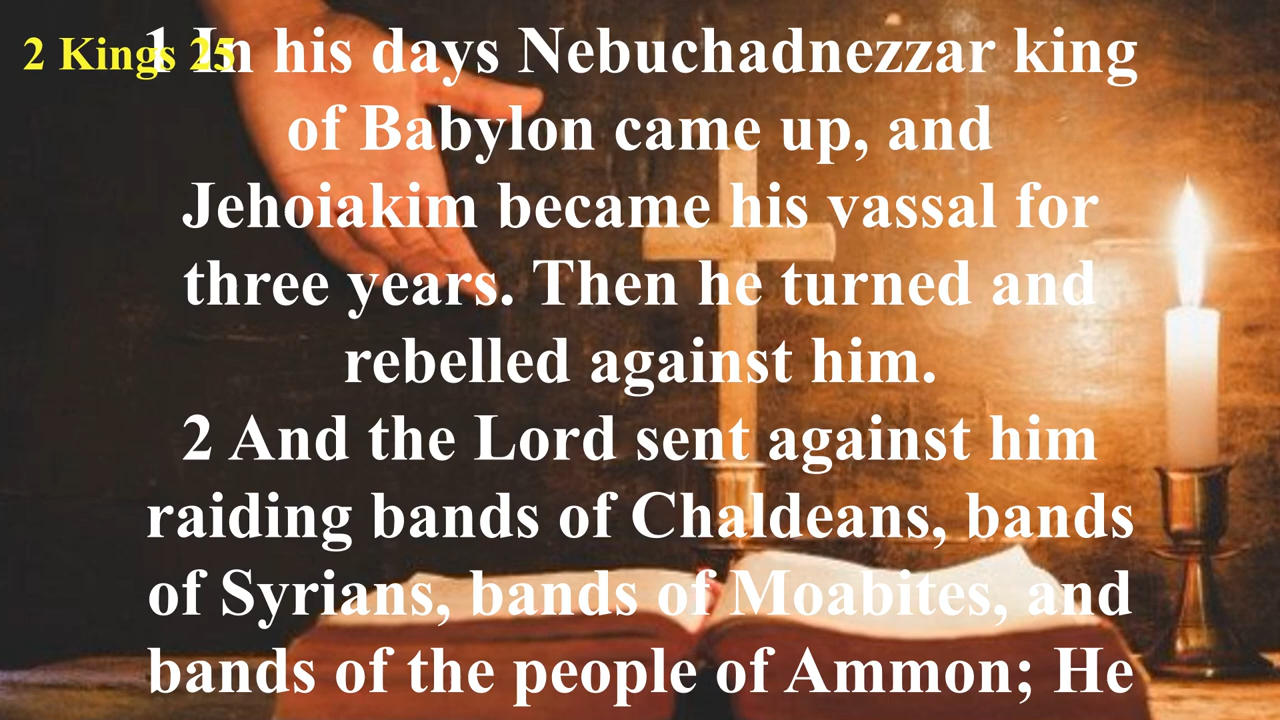 2 Kings 25
1 In his days Nebuchadnezzar king
of Babylon came up, and
Jehoiakim became his vassal for
three years. Then he turned and
rebelled against him.
2 And the Lord sent against him
raiding bands of Chaldeans, bands
of Syrians, bands of Moabites, and
bands of the people of Ammon; He